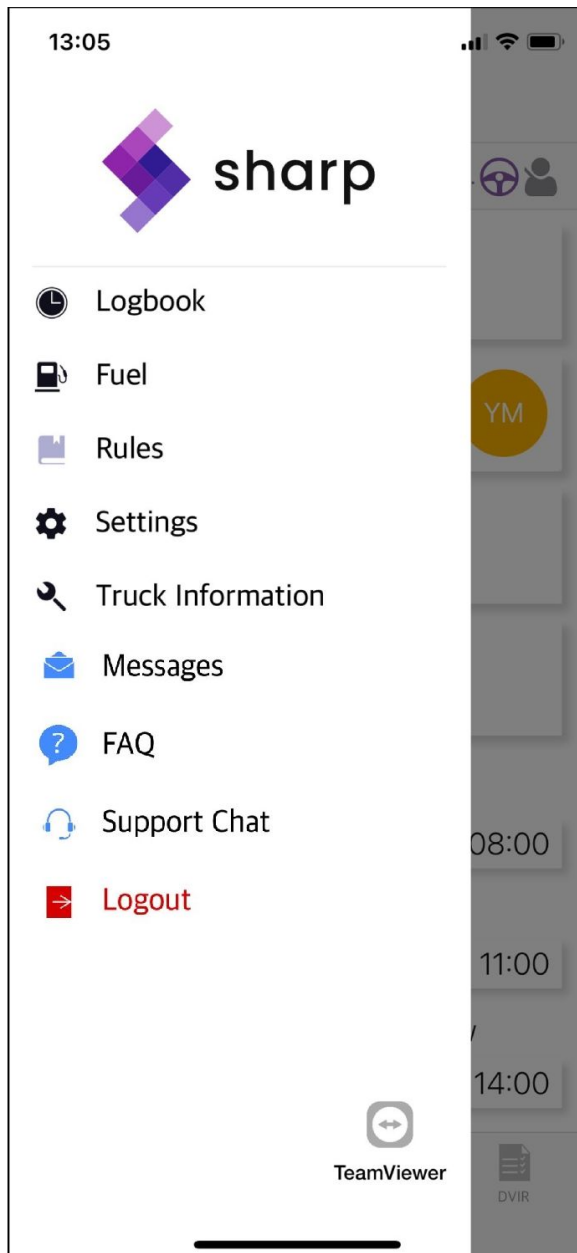 13:05
sharp
Logbook
Fuel
Rules
YM
Settings
Truck Information
Messages
FAQ
Support Chat
08:00
Logout
11:00
14:00
TeamViewer
DVIR